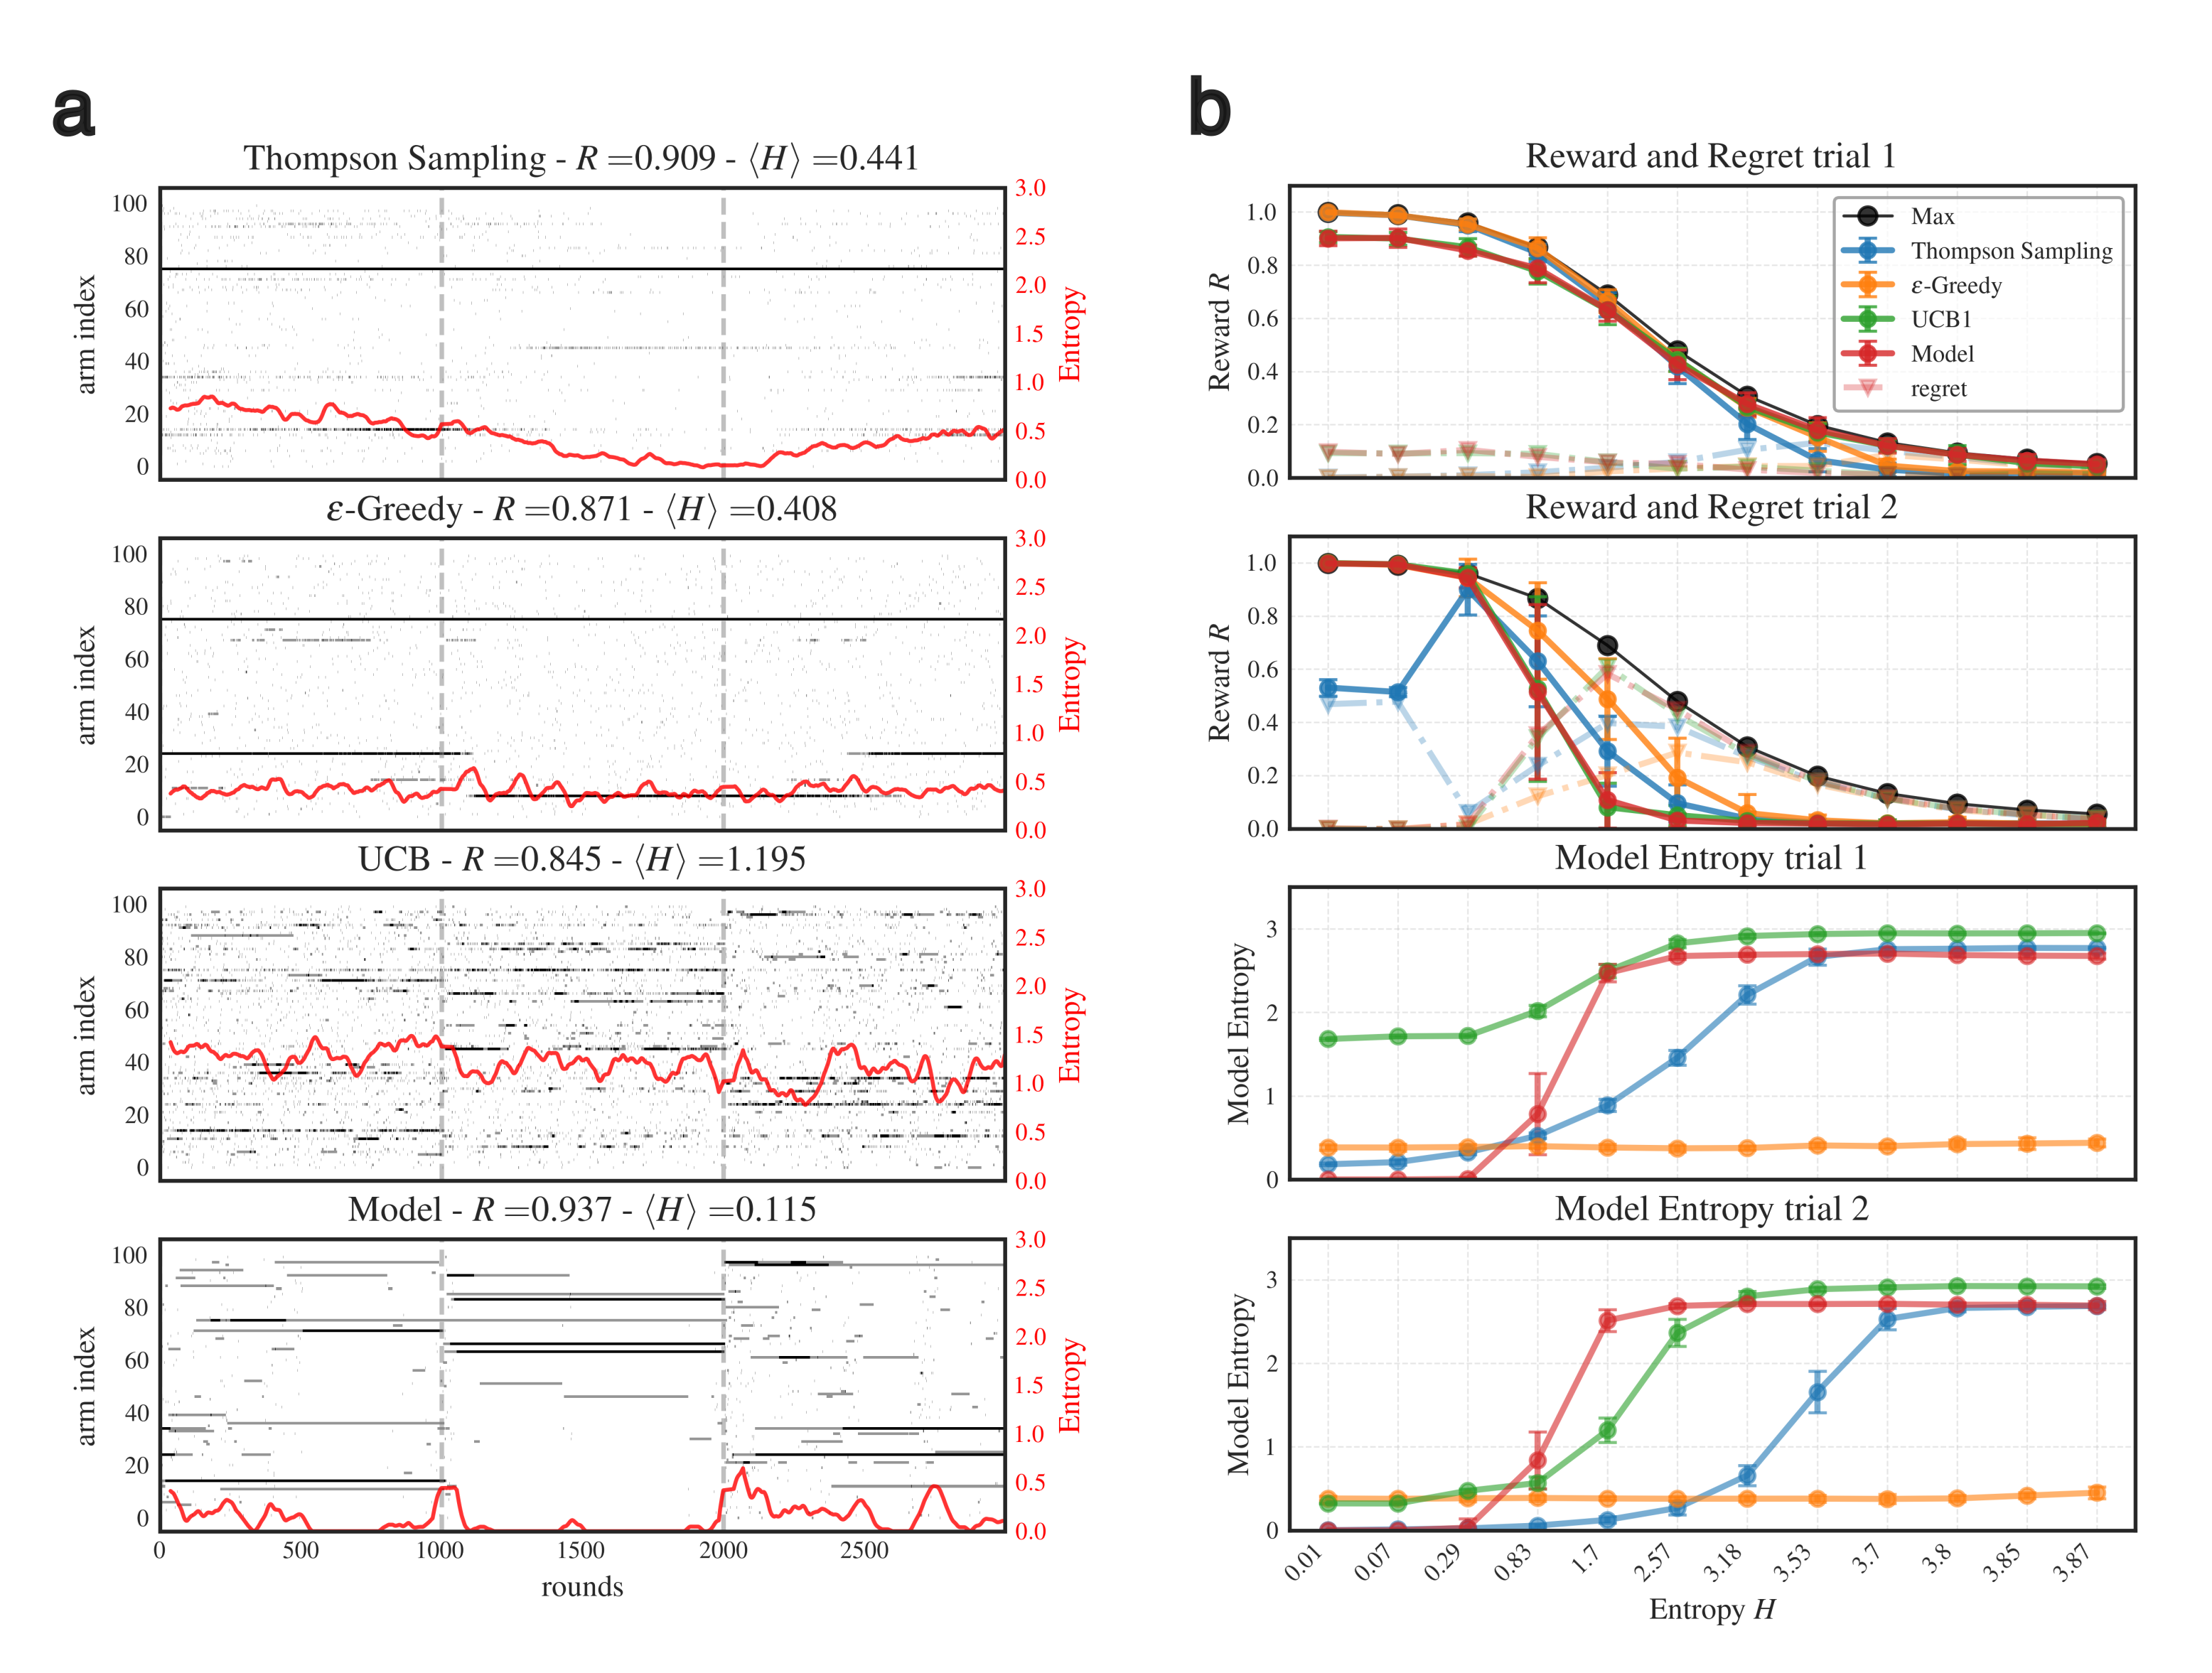 a
Thompson Sampling - R =0.909 - ⟨H⟩ =0.441
100
80
60
40
20
0
arm index
3.0
2.5
2.0
1.5
1.0
0.5
0.0
Entropy
ε-Greedy - R =0.871 - ⟨H⟩ =0.408
100
80
60
40
20
0
arm index
3.0
2.5
2.0
1.5
1.0
0.5
0.0
Entropy
UCB - R =0.845 - ⟨H⟩ =1.195
100
80
60
40
20
0
arm index
3.0
2.5
2.0
1.5
1.0
0.5
0.0
Entropy
Model - R =0.937 - ⟨H⟩ =0.115
100
80
60
40
20
0
arm index
3.0
2.5
2.0
1.5
1.0
0.5
0.0
Entropy
0 500 1000 1500 2000 2500
rounds
b
Reward and Regret trial 1
1.0
0.8
0.6
0.4
0.2
0.0
Reward R
Max
Thompson Sampling
ε-Greedy
UCB1
Model
regret
Reward and Regret trial 2
1.0
0.8
0.6
0.4
0.2
0.0
Reward R
Model Entropy trial 1
3
2
1
0
Model Entropy
Model Entropy trial 2
3
2
1
0
Model Entropy
0.01 0.07 0.29 0.83 1.7 2.57 3.18 3.53 3.7 3.8 3.85 3.87
Entropy H